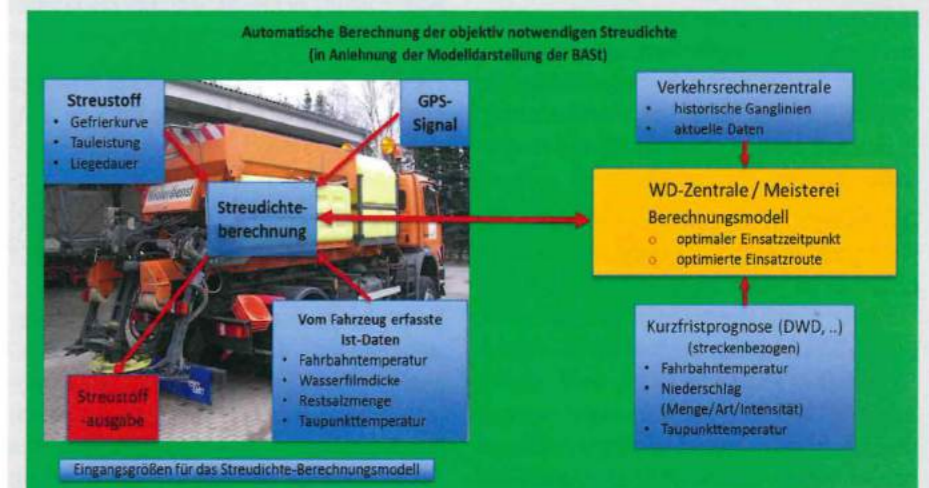 Automatische Berechnung der objektiv notwendigen Streudichte
(in Anlehnung der Modelldarstellung der BASt)
Streustoff
• Gefrierkurve
• Tauleistung
• Liegedauer
GPS-
Signal
Winterdienst
Streudichte-
berechnung
Vom Fahrzeug erfasste
Ist-Daten
• Fahrbahntemperatur
• Wasserfilmdicke
• Restsalzmenge
• Taupunkttemperatur
Streustoff
-ausgabe
Eingangsgrößen für das Streudichte-Berechnungsmodell
Verkehrsrechnerzentrale
• historische Ganglinien
• aktuelle Daten
WD-Zentrale / Meisterei
Berechnungsmodell
o optimaler Einsatzzeitpunkt
o optimierte Einsatzroute
Kurzfristprognose (DWD, ..)
(streckenbezogen)
• Fahrbahntemperatur
• Niederschlag
(Menge/Art/Intensität)
• Taupunkttemperatur